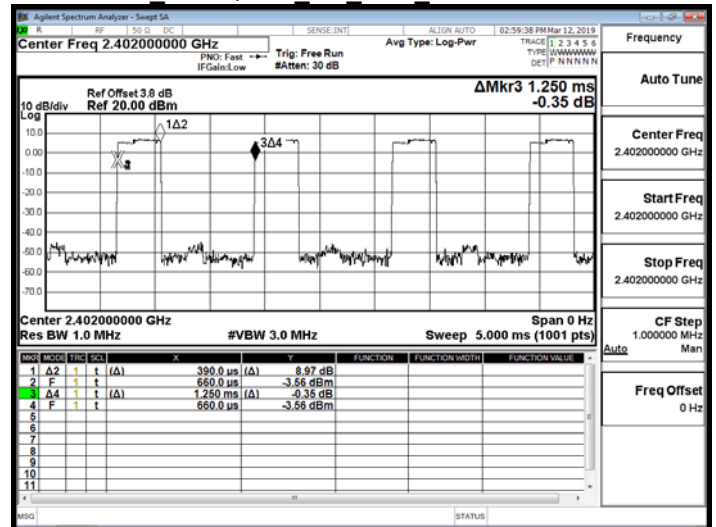 Agilent Spectrum Analyzer - Swept SA
R RF 50 Ω DC SENSE:INT ALIGN AUTO 02:59:38 PM Mar 12, 2019
Center Freq 2.402000000 GHz
PNO: Fast
IFGain:Low
Trig: Free Run
#Atten: 30 dB
Avg Type: Log-Pwr
TRACE 1 2 3 4 5 6
TYPE WWWWWW
DET P N N N N N
ΔMkr3 1.250 ms
-0.35 dB
Ref Offset 3.8 dB
Ref 20.00 dBm
10 dB/div
Log
10.0
0.00
-10.0
-20.0
-30.0
-40.0
-50.0
-60.0
-70.0
1Δ2
3Δ4
Center 2.402000000 GHz Span 0 Hz
Res BW 1.0 MHz #VBW 3.0 MHz Sweep 5.000 ms (1001 pts)
MKR MODE TRC SCL X Y FUNCTION FUNCTION WIDTH FUNCTION VALUE
1 Δ2 1 t (Δ) 390.0 µs (Δ) 8.97 dB
2 F 1 t 660.0 µs -3.56 dBm
3 Δ4 1 t (Δ) 1.250 ms (Δ) -0.35 dB
4 F 1 t 660.0 µs -3.56 dBm
5
6
7
8
9
10
11
MSG STATUS
Frequency
Auto Tune
Center Freq
2.402000000 GHz
Start Freq
2.402000000 GHz
Stop Freq
2.402000000 GHz
CF Step
1.000000 MHz
Auto Man
Freq Offset
0 Hz